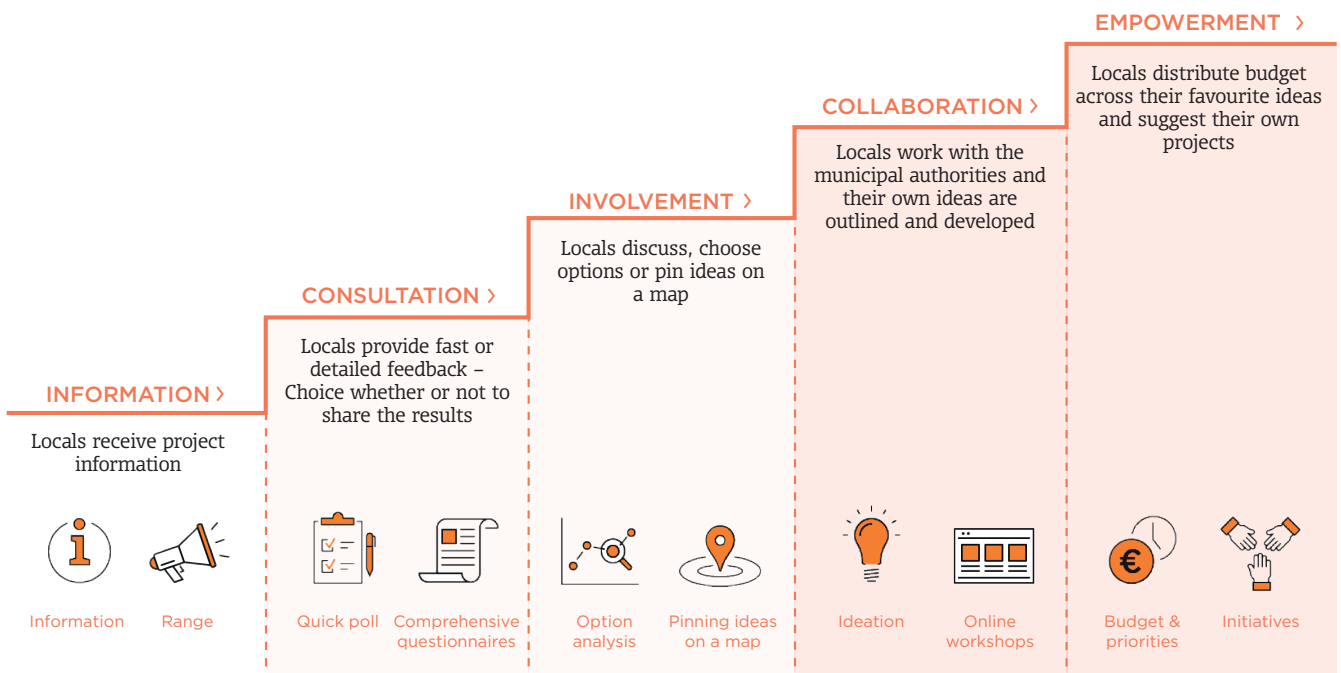 INFORMATION >
Locals receive project
information
Information
Range
CONSULTATION >
Locals provide fast or
detailed feedback –
Choice whether or not to
share the results
Quick poll
Comprehensive
questionnaires
INVOLVEMENT >
Locals discuss, choose
options or pin ideas on
a map
Option
analysis
Pinning ideas
on a map
COLLABORATION >
Locals work with the
municipal authorities and
their own ideas are
outlined and developed
Ideation
Online
workshops
EMPOWERMENT >
Locals distribute budget
across their favourite ideas
and suggest their own
projects
€
Budget &
priorities
Initiatives